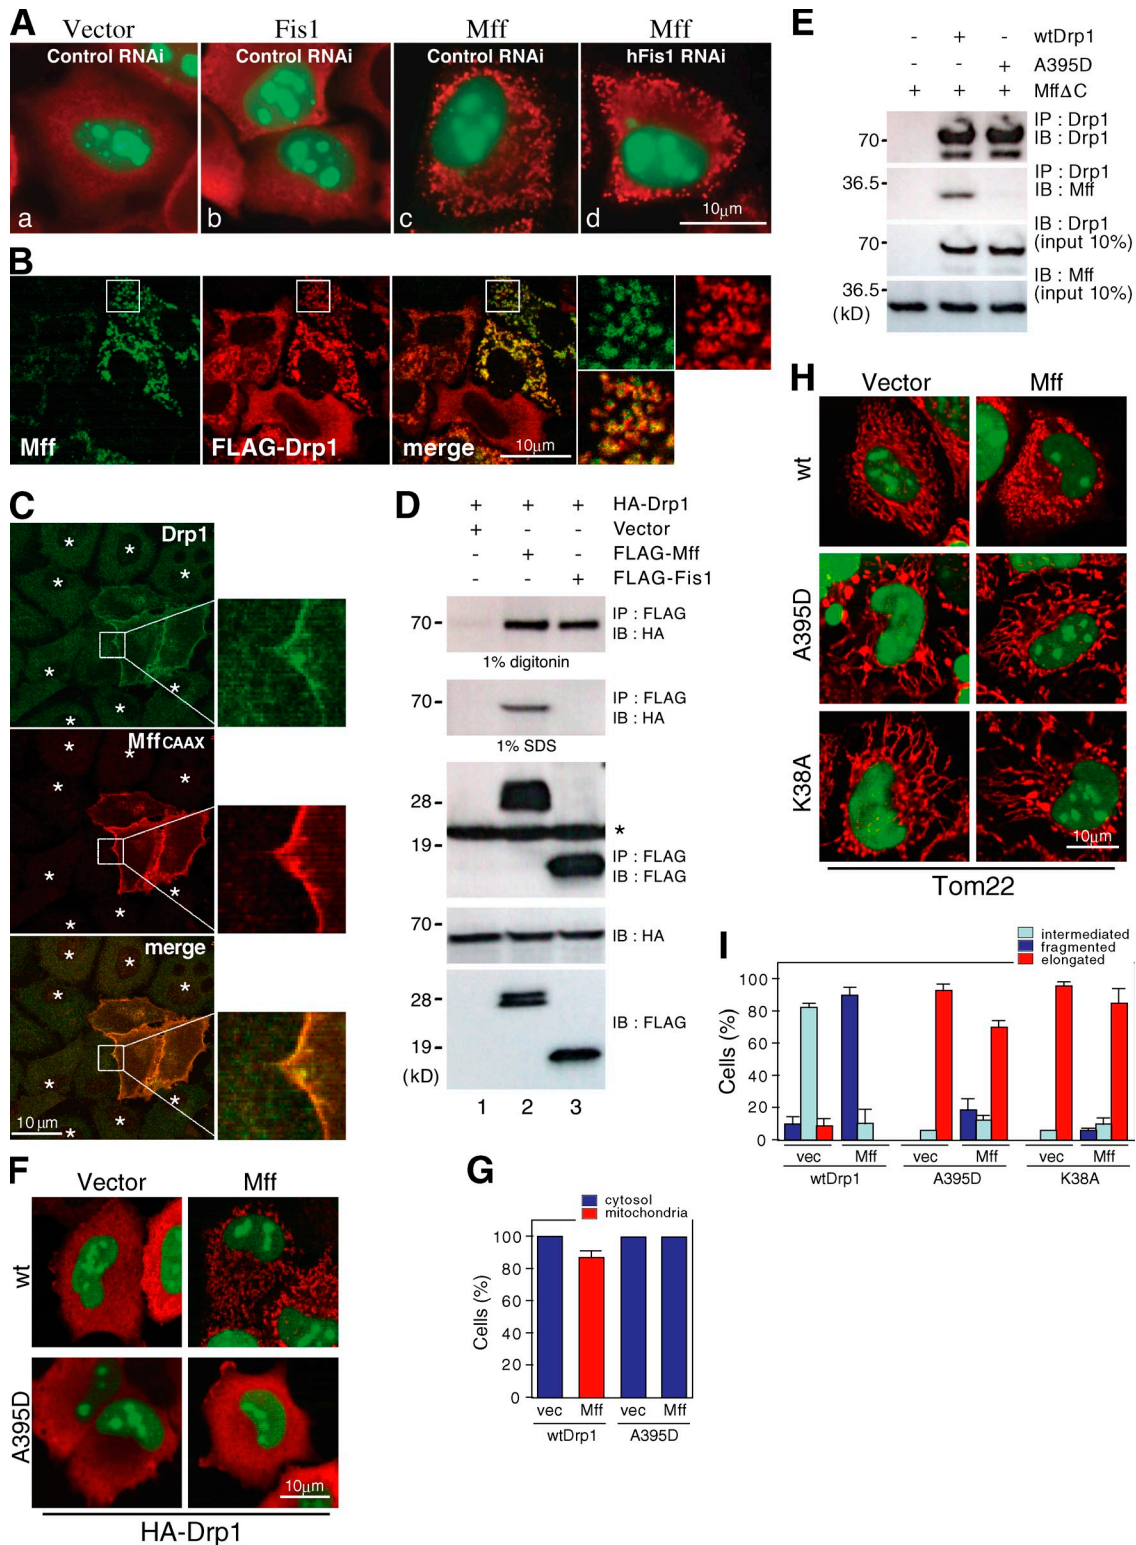 A
Vector
Fis1
Mff
Mff
Control RNAi
Control RNAi
Control RNAi
hFis1 RNAi
a
b
c
d
10µm
B
Mff
FLAG-Drp1
merge
10µm
C
Drp1
* * * * * * * *
MffCAAX
* * * * * * * *
merge
* * * * * * * *
10 µm
D
+ + + HA-Drp1
+ - - Vector
- + - FLAG-Mff
- - + FLAG-Fis1
70
IP : FLAG
IB : HA
1% digitonin
70
IP : FLAG
IB : HA
1% SDS
28
*
19
IP : FLAG
IB : FLAG
70
IB : HA
28
IB : FLAG
19
(kD)
1 2 3
E
- + - wtDrp1
- - + A395D
+ + + MffΔC
IP : Drp1
70
IB : Drp1
IP : Drp1
36.5
IB : Mff
IB : Drp1
70
(input 10%)
IB : Mff
36.5
(input 10%)
(kD)
F
Vector
Mff
wt
A395D
10µm
HA-Drp1
G
cytosol
mitochondria
Cells (%)
100
80
60
40
20
0
vec Mff vec Mff
wtDrp1 A395D
H
Vector
Mff
wt
A395D
K38A
10µm
Tom22
I
intermediated
fragmented
elongated
Cells (%)
100
80
60
40
20
0
vec Mff vec Mff vec Mff
wtDrp1 A395D K38A